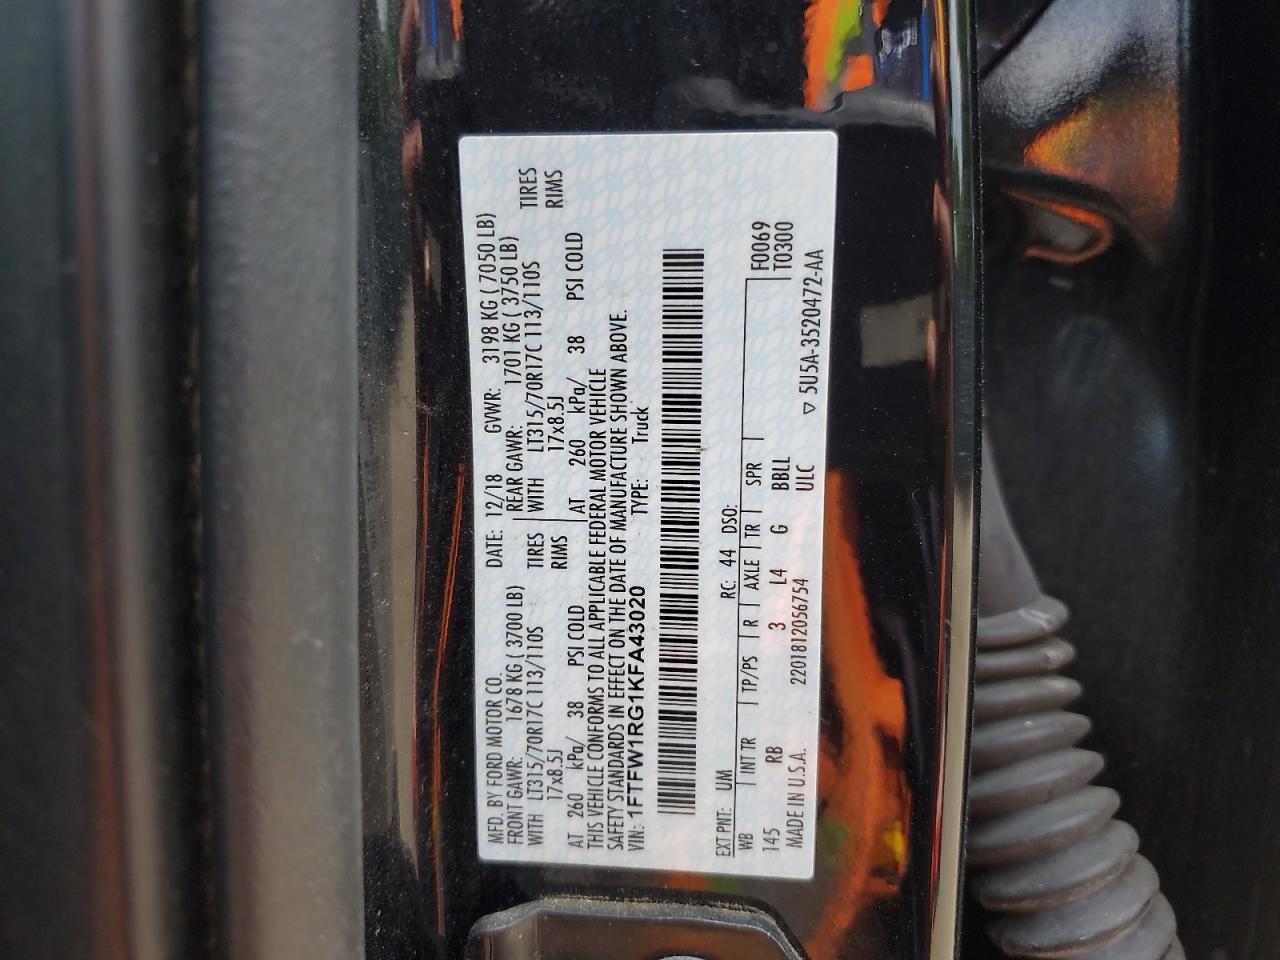 MFD. BY FORD MOTOR CO.
DATE: 12/18 GVWR: 3198 KG ( 7050 LB)
FRONT GAWR: 1678 KG ( 3700 LB) REAR GAWR: 1701 KG ( 3750 LB)
WITH LT315/70R17C 113/110S TIRES WITH LT315/70R17C 113/110S TIRES
17x8.5J RIMS 17x8.5J RIMS
AT 260 kPa/ 38 PSI COLD AT 260 kPa/ 38 PSI COLD
THIS VEHICLE CONFORMS TO ALL APPLICABLE FEDERAL MOTOR VEHICLE
SAFETY STANDARDS IN EFFECT ON THE DATE OF MANUFACTURE SHOWN ABOVE.
VIN: 1FTFW1RG1KFA43020 TYPE: Truck
EXT PNT: UM RC: 44 DSO:
WB INT TR TP/PS R AXLE TR SPR F0069
145 RB 3 L4 G BBLL T0300
MADE IN U.S.A. 2201812056754 ULC ▽ 5U5A-3520472-AA